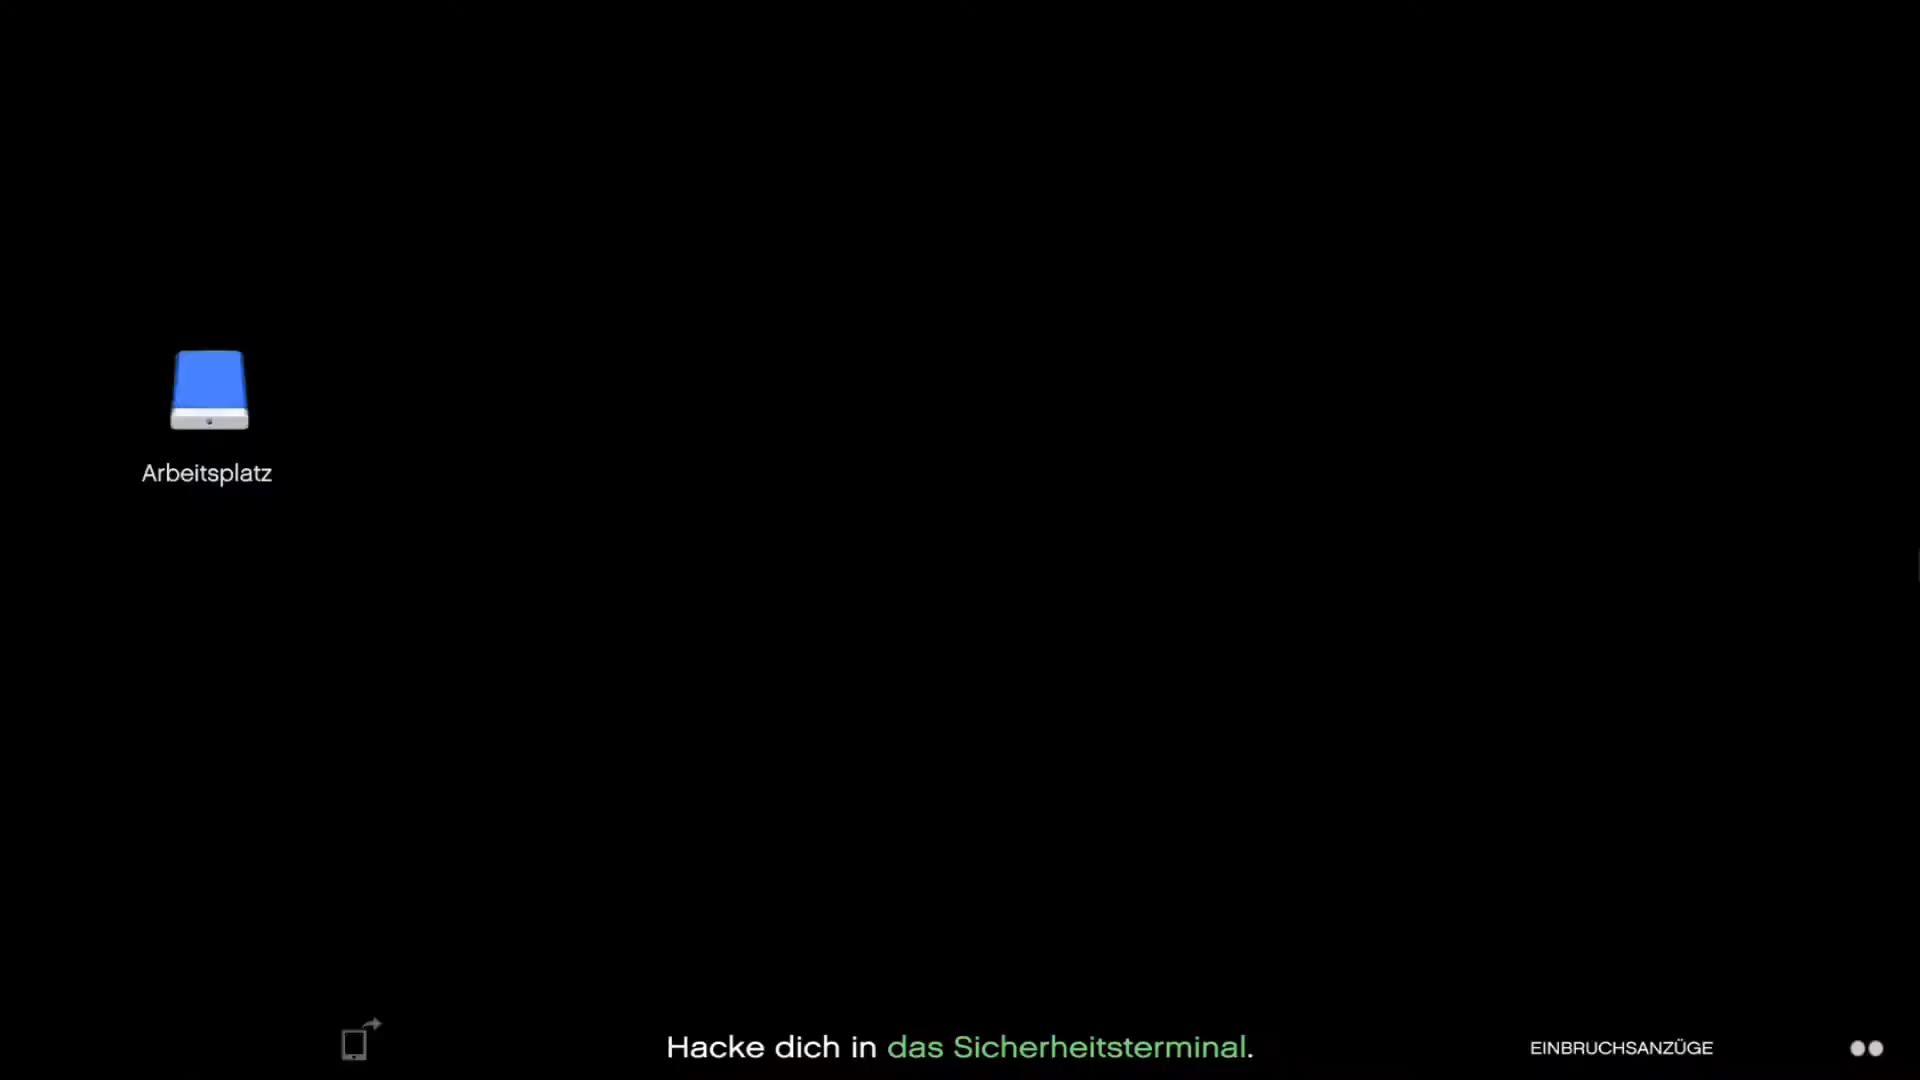 Arbeitsplatz
Hacke dich in das Sicherheitsterminal.
EINBRUCHSANZÜGE